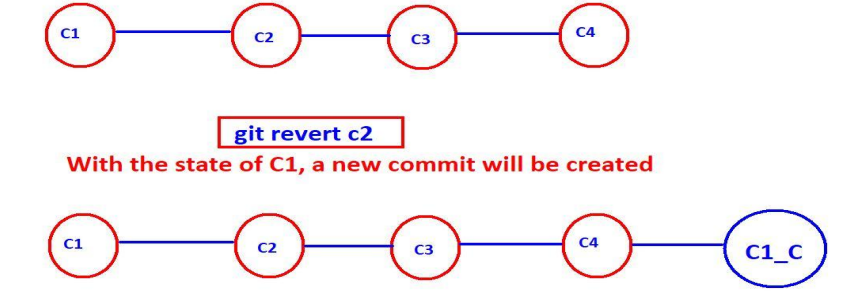 C1 C2 C3 C4
git revert c2
With the state of C1, a new commit will be created
C1 C2 C3 C4 C1_C